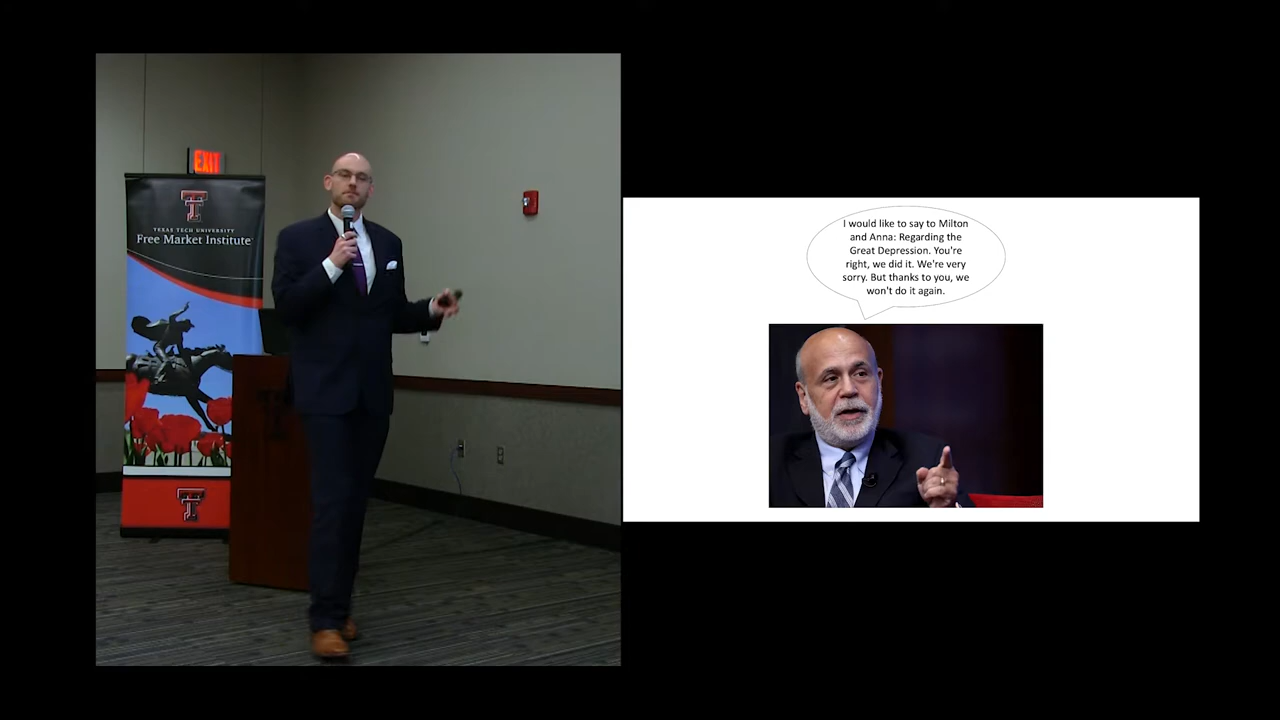 EXIT
TEXAS TECH UNIVERSITY
Free Market Institute
I would like to say to Milton
and Anna: Regarding the
Great Depression. You're
right, we did it. We're very
sorry. But thanks to you, we
won't do it again.